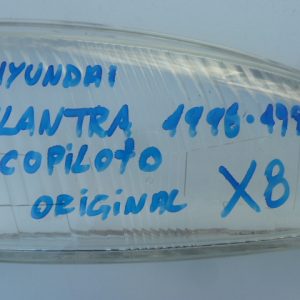 HYUNDAI
LANTRA 1996-199
COPILOTO
ORIGINAL X8